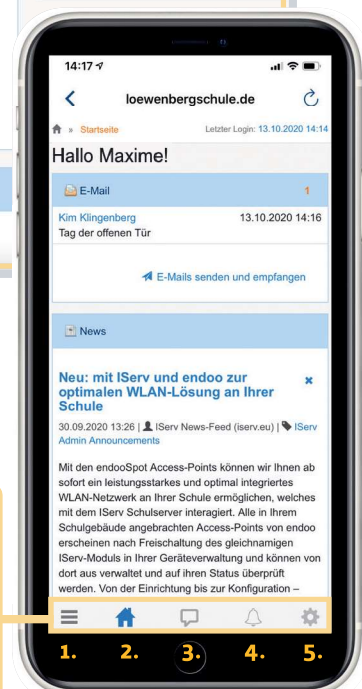 14:17
loewenbergschule.de
» Startseite
Letzter Login: 13.10.2020 14:14
Hallo Maxime!
E-Mail 1
Kim Klingenberg 13.10.2020 14:16
Tag der offenen Tür
E-Mails senden und empfangen
News
Neu: mit IServ und endoo zur
optimalen WLAN-Lösung an Ihrer
Schule
30.09.2020 13:26 | IServ News-Feed (iserv.eu) | IServ
Admin Announcements
Mit den endooSpot Access-Points können wir Ihnen ab
sofort ein leistungsstarkes und optimal integriertes
WLAN-Netzwerk an Ihrer Schule ermöglichen, welches
mit dem IServ Schulserver interagiert. Alle in Ihrem
Schulgebäude angebrachten Access-Points von endoo
erscheinen nach Freischaltung des gleichnamigen
IServ-Moduls in Ihrer Geräteverwaltung und können von
dort aus verwaltet und auf ihren Status überprüft
werden. Von der Einrichtung bis zur Konfiguration –
1. 2. 3. 4. 5.